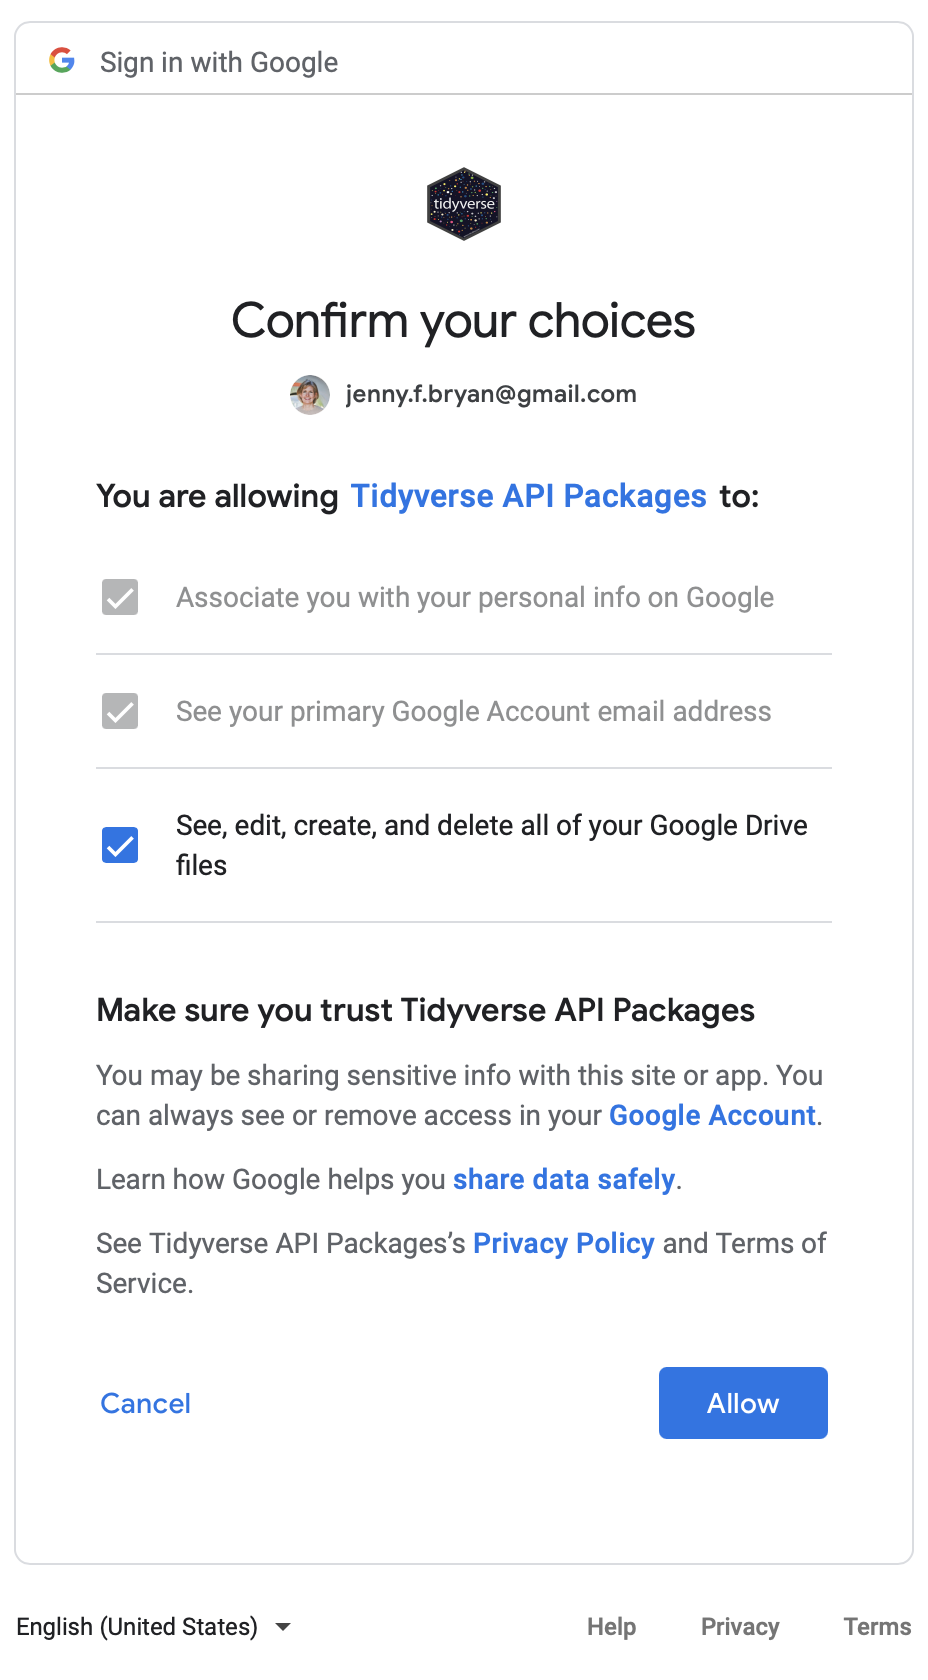 Sign in with Google
tidyverse
Confirm your choices
jenny.f.bryan@gmail.com
You are allowing Tidyverse API Packages to:
Associate you with your personal info on Google
See your primary Google Account email address
See, edit, create, and delete all of your Google Drive
files
Make sure you trust Tidyverse API Packages
You may be sharing sensitive info with this site or app. You
can always see or remove access in your Google Account.
Learn how Google helps you share data safely.
See Tidyverse API Packages’s Privacy Policy and Terms of
Service.
Cancel Allow
English (United States) Help Privacy Terms